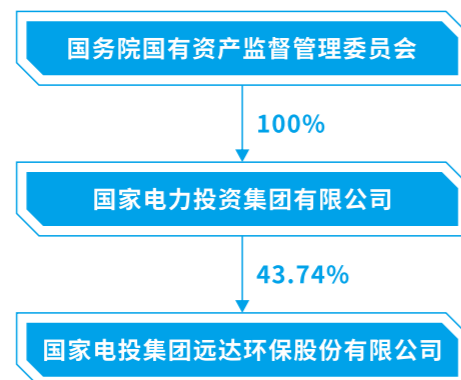 国务院国有资产监督管理委员会
100%
国家电力投资集团有限公司
43.74%
国家电投集团远达环保股份有限公司